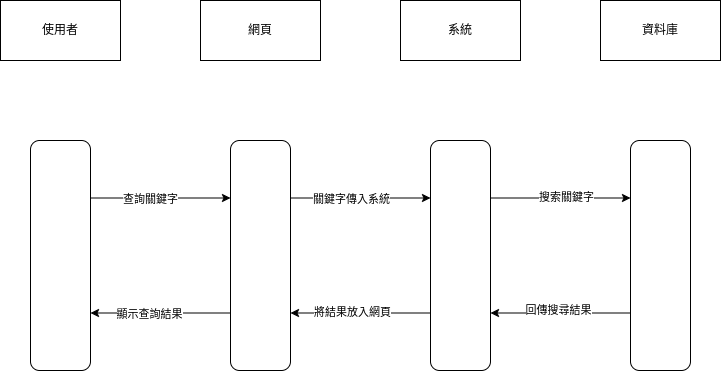 使用者
網頁
系統
資料庫
查詢關鍵字
關鍵字傳入系統
搜索關鍵字
顯示查詢結果
將結果放入網頁
回傳搜尋結果